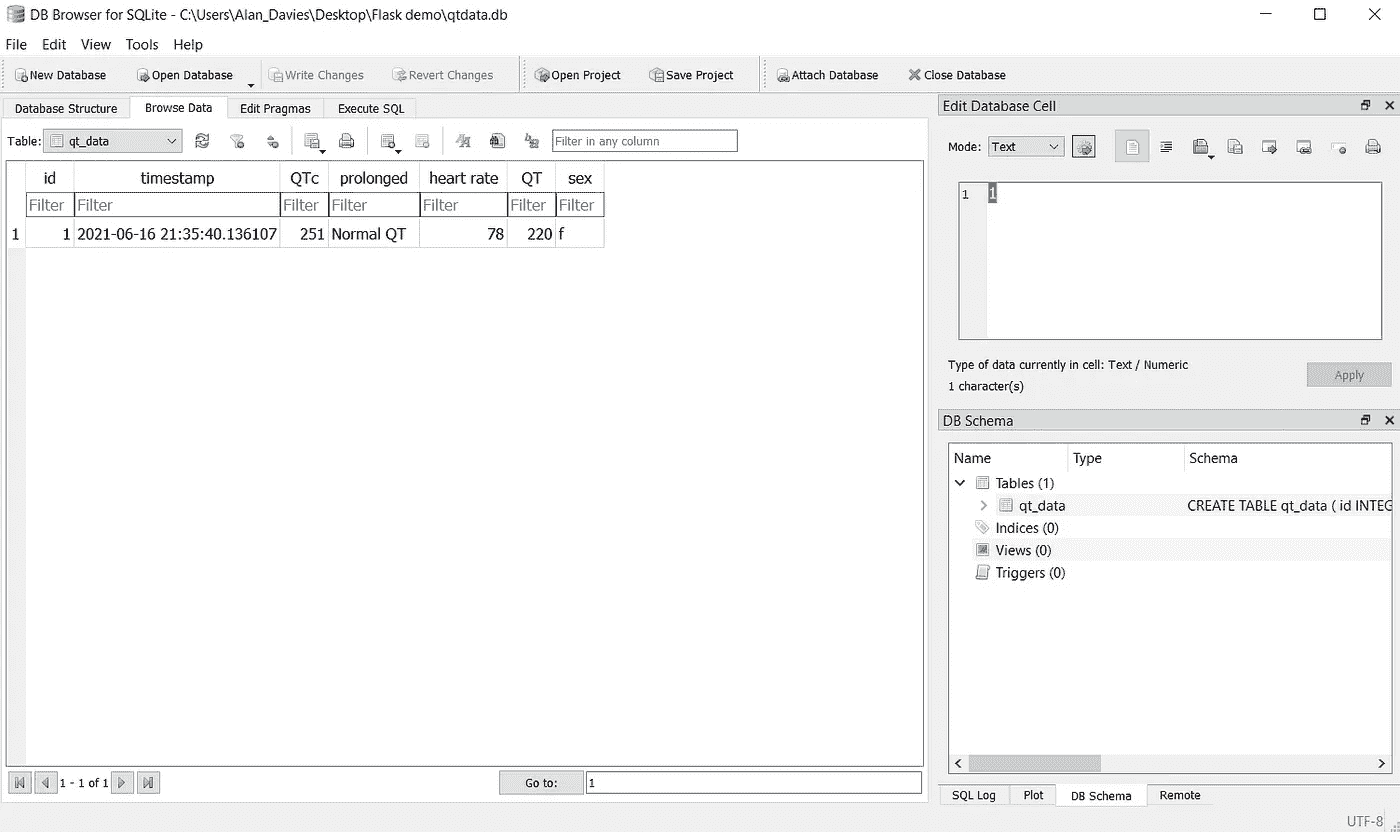 DB Browser for SQLite - C:\Users\Alan_Davies\Desktop\Flask demo\qtdata.db
File Edit View Tools Help
New Database Open Database Write Changes Revert Changes Open Project Save Project Attach Database Close Database
Database Structure Browse Data Edit Pragmas Execute SQL
Table: qt_data Filter in any column
id timestamp QTc prolonged heart rate QT sex
Filter Filter Filter Filter Filter Filter Filter
1 1 2021-06-16 21:35:40.136107 251 Normal QT 78 220 f
1 - 1 of 1 Go to: 1
Edit Database Cell
Mode: Text
1 1
Type of data currently in cell: Text / Numeric
1 character(s)
Apply
DB Schema
Name Type Schema
Tables (1)
qt_data CREATE TABLE qt_data ( id INTEG
Indices (0)
Views (0)
Triggers (0)
SQL Log Plot DB Schema Remote
UTF-8